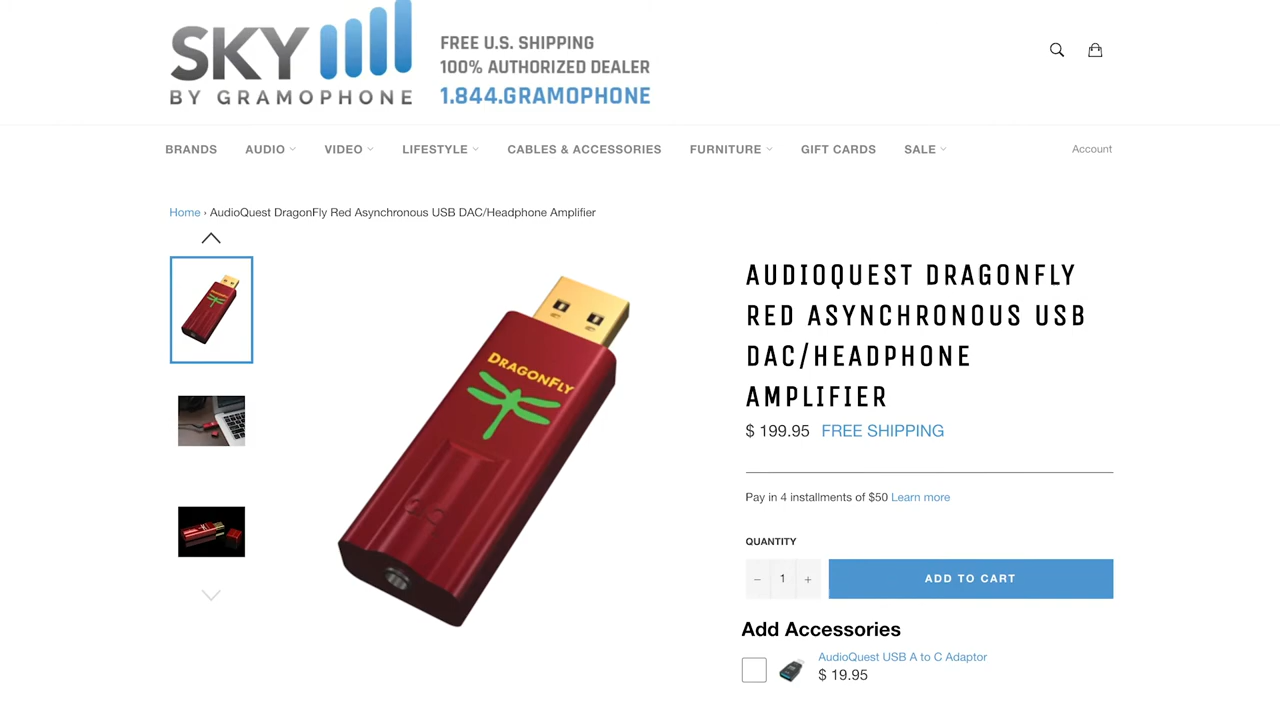 SKY
BY GRAMOPHONE
FREE U.S. SHIPPING
100% AUTHORIZED DEALER
1.844.GRAMOPHONE
BRANDS AUDIO VIDEO LIFESTYLE CABLES & ACCESSORIES FURNITURE GIFT CARDS SALE Account
Home › AudioQuest DragonFly Red Asynchronous USB DAC/Headphone Amplifier
DRAGONFLY
AUDIOQUEST DRAGONFLY
RED ASYNCHRONOUS USB
DAC/HEADPHONE
AMPLIFIER
$ 199.95 FREE SHIPPING
Pay in 4 installments of $50 Learn more
QUANTITY
− 1 + ADD TO CART
Add Accessories
AudioQuest USB A to C Adaptor
$ 19.95